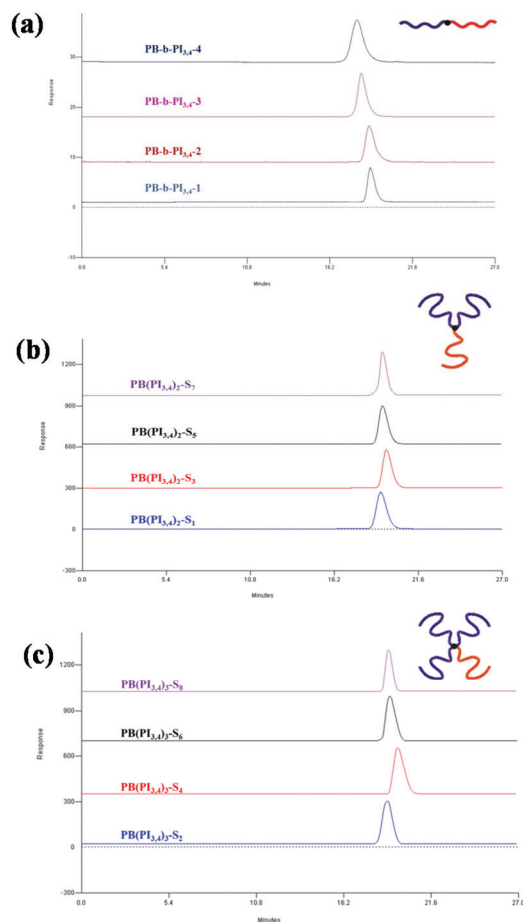 (a)
Response
30
20
10
0
-10
PB-b-PI3,4-4
PB-b-PI3,4-3
PB-b-PI3,4-2
PB-b-PI3,4-1
0.0 5.4 10.8 16.2 21.6 27.0
Minutes
(b)
Response
1200
900
600
300
0
-300
PB(PI3,4)2-S7
PB(PI3,4)2-S5
PB(PI3,4)2-S3
PB(PI3,4)2-S1
0.0 5.4 10.8 16.2 21.6 27.0
Minutes
(c)
Response
1200
900
600
300
0
-300
PB(PI3,4)3-S8
PB(PI3,4)3-S6
PB(PI3,4)3-S4
PB(PI3,4)3-S2
0.0 5.4 10.8 16.2 21.6 27.0
Minutes